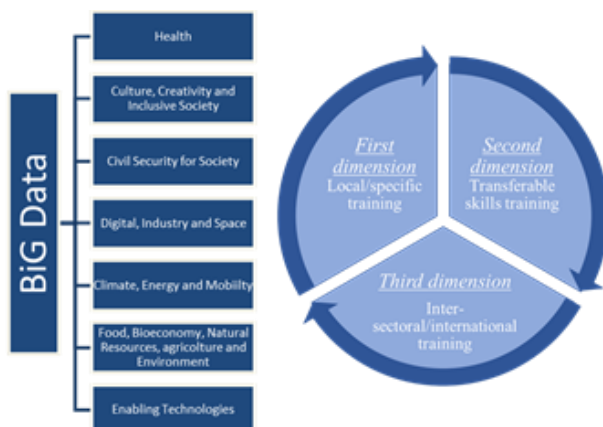 BiG Data
Health
Culture, Creativity and
Inclusive Society
Civil Security for Society
Digital, Industry and Space
Climate, Energy and Mobiilty
Food, Bioeconomy, Natural
Resources, agriculture and
Environment
Enabling Technologies
First
dimension
Local/specific
training
Second
dimension
Transferable
skills training
Third dimension
Inter-
sectoral/international
training